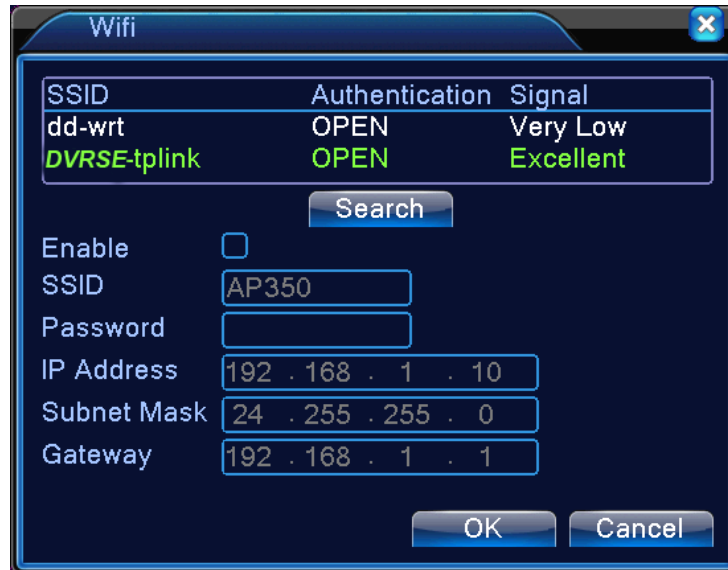 Wifi
SSID Authentication Signal
dd-wrt OPEN Very Low
DVRSE-tplink OPEN Excellent
Search
Enable
SSID AP350
Password
IP Address 192 . 168 . 1 . 10
Subnet Mask 24 . 255 . 255 . 0
Gateway 192 . 168 . 1 . 1
OK Cancel